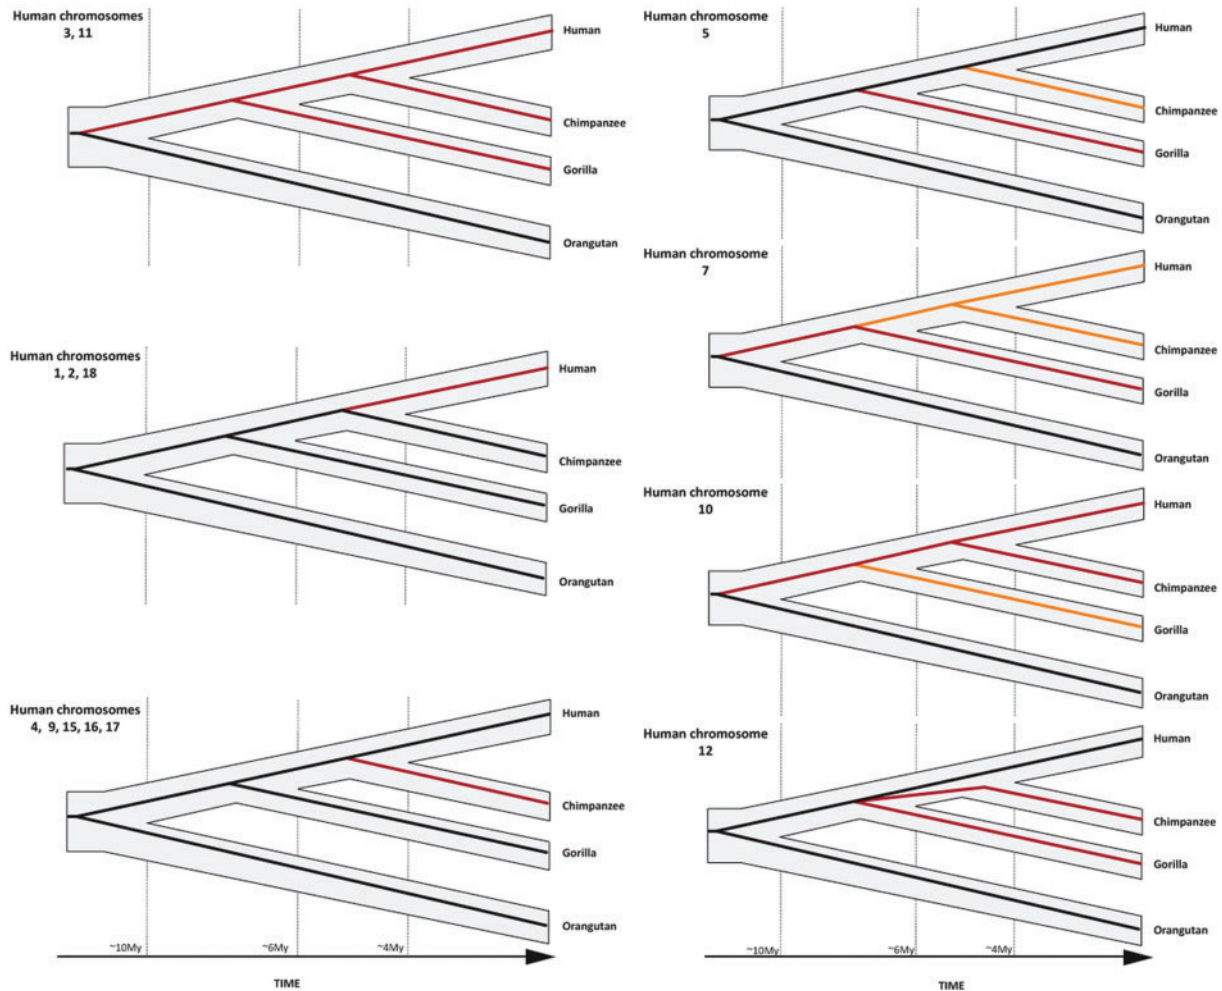 Human chromosomes
3, 11
Human
Chimpanzee
Gorilla
Orangutan
Human chromosomes
1, 2, 18
Human
Chimpanzee
Gorilla
Orangutan
Human chromosomes
4, 9, 15, 16, 17
Human
Chimpanzee
Gorilla
Orangutan
~10My
~6My
~4My
TIME
Human chromosome
5
Human
Chimpanzee
Gorilla
Orangutan
Human chromosome
7
Human
Chimpanzee
Gorilla
Orangutan
Human chromosome
10
Human
Chimpanzee
Gorilla
Orangutan
Human chromosome
12
Human
Chimpanzee
Gorilla
Orangutan
~10My
~6My
~4My
TIME